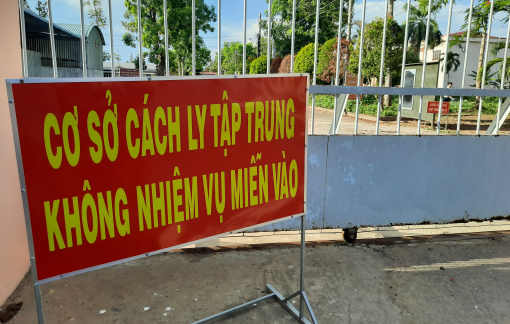 CƠ SỞ CÁCH LY TẬP TRUNG
KHÔNG NHIỆM VỤ MIỄN VÀO